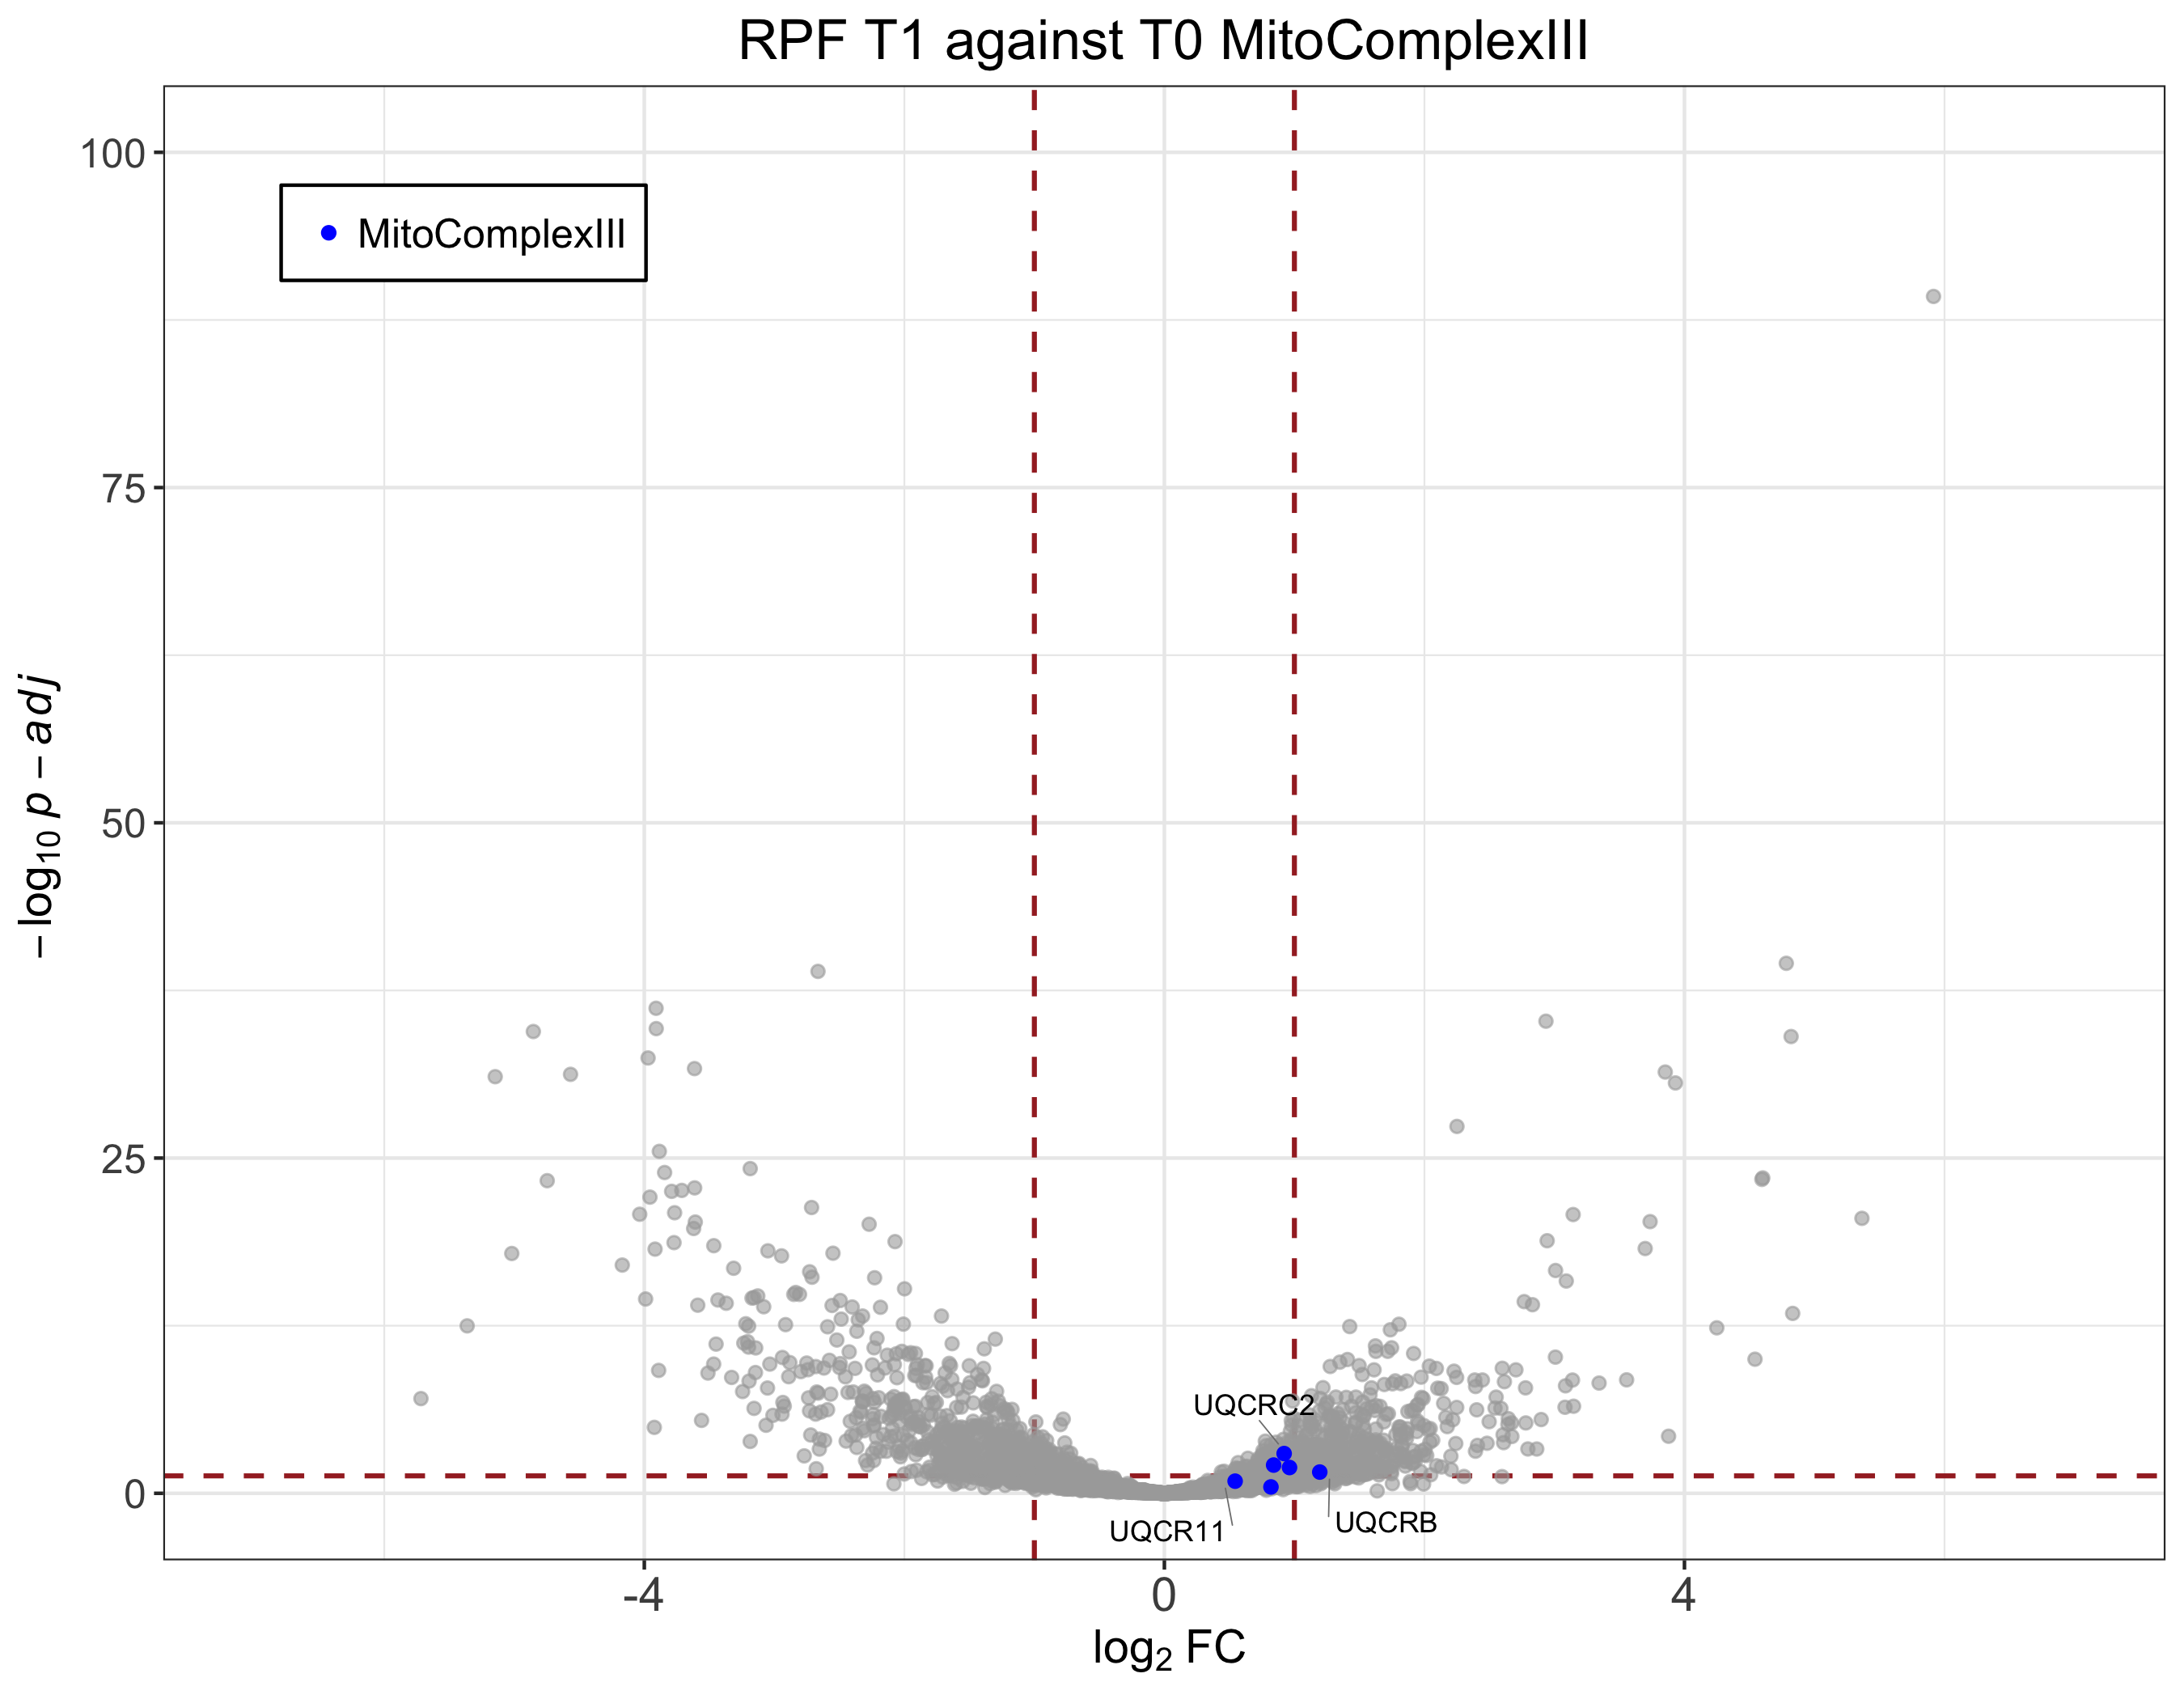 RPF T1 against T0 MitoComplexIII
100
MitoComplexIII
75
50
25
0
−log10 p − adj
UQCRC2
UQCR11
UQCRB
-4
0
4
log2 FC